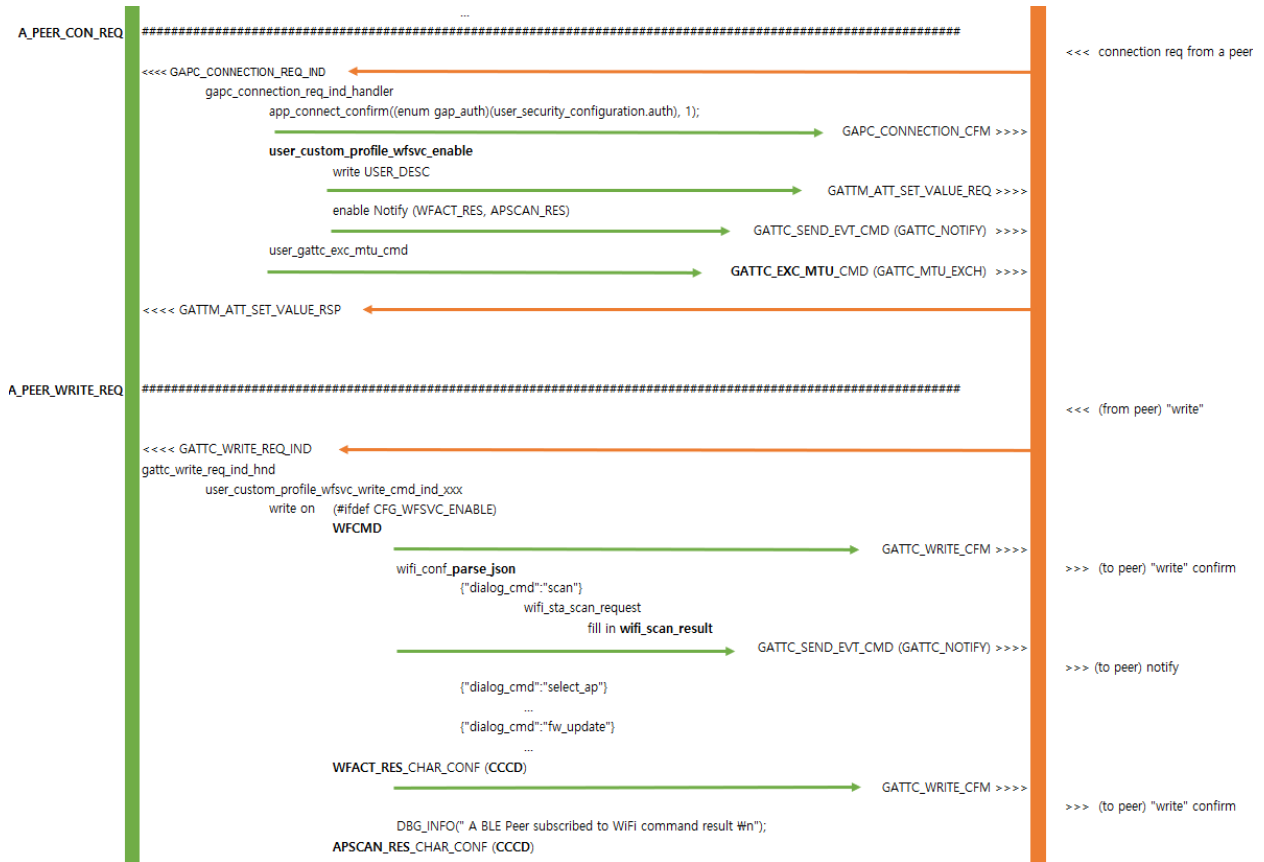 ...
A_PEER_CON_REQ ################################################################################################################
<<< connection req from a peer
<<<< GAPC_CONNECTION_REQ_IND
gapc_connection_req_ind_handler
app_connect_confirm((enum gap_auth)(user_security_configuration.auth), 1);
GAPC_CONNECTION_CFM >>>>
user_custom_profile_wfsvc_enable
write USER_DESC
GATTM_ATT_SET_VALUE_REQ >>>>
enable Notify (WFACT_RES, APSCAN_RES)
GATTC_SEND_EVT_CMD (GATTC_NOTIFY) >>>>
user_gattc_exc_mtu_cmd
GATTC_EXC_MTU_CMD (GATTC_MTU_EXCH) >>>>
<<<< GATTM_ATT_SET_VALUE_RSP
A_PEER_WRITE_REQ ################################################################################################################
<<< (from peer) "write"
<<<< GATTC_WRITE_REQ_IND
gattc_write_req_ind_hnd
user_custom_profile_wfsvc_write_cmd_ind_xxx
write on (#ifdef CFG_WFSVC_ENABLE)
WFCMD
GATTC_WRITE_CFM >>>>
wifi_conf_parse_json
>>> (to peer) "write" confirm
{"dialog_cmd":"scan"}
wifi_sta_scan_request
fill in wifi_scan_result
GATTC_SEND_EVT_CMD (GATTC_NOTIFY) >>>>
>>> (to peer) notify
{"dialog_cmd":"select_ap"}
...
{"dialog_cmd":"fw_update"}
...
WFACT_RES_CHAR_CONF (CCCD)
GATTC_WRITE_CFM >>>>
>>> (to peer) "write" confirm
DBG_INFO(" A BLE Peer subscribed to WiFi command result ₩n");
APSCAN_RES_CHAR_CONF (CCCD)